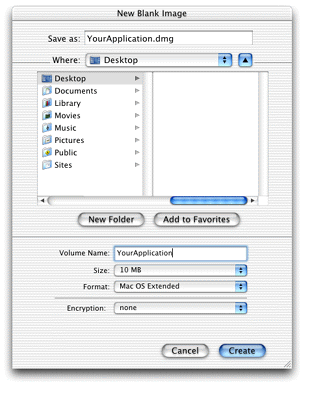 New Blank Image
Save as: YourApplication.dmg
Where: Desktop
Desktop
Documents
Library
Movies
Music
Pictures
Public
Sites
New Folder Add to Favorites
Volume Name: YourApplication
Size: 10 MB
Format: Mac OS Extended
Encryption: none
Cancel Create